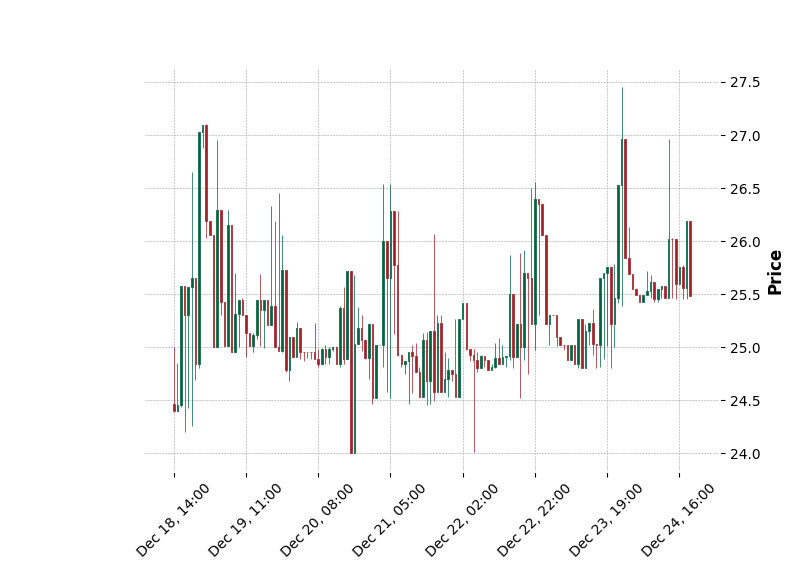 27.5
27.0
26.5
26.0
25.5
25.0
24.5
24.0
Price
Dec 18, 14:00
Dec 19, 11:00
Dec 20, 08:00
Dec 21, 05:00
Dec 22, 02:00
Dec 22, 22:00
Dec 23, 19:00
Dec 24, 16:00